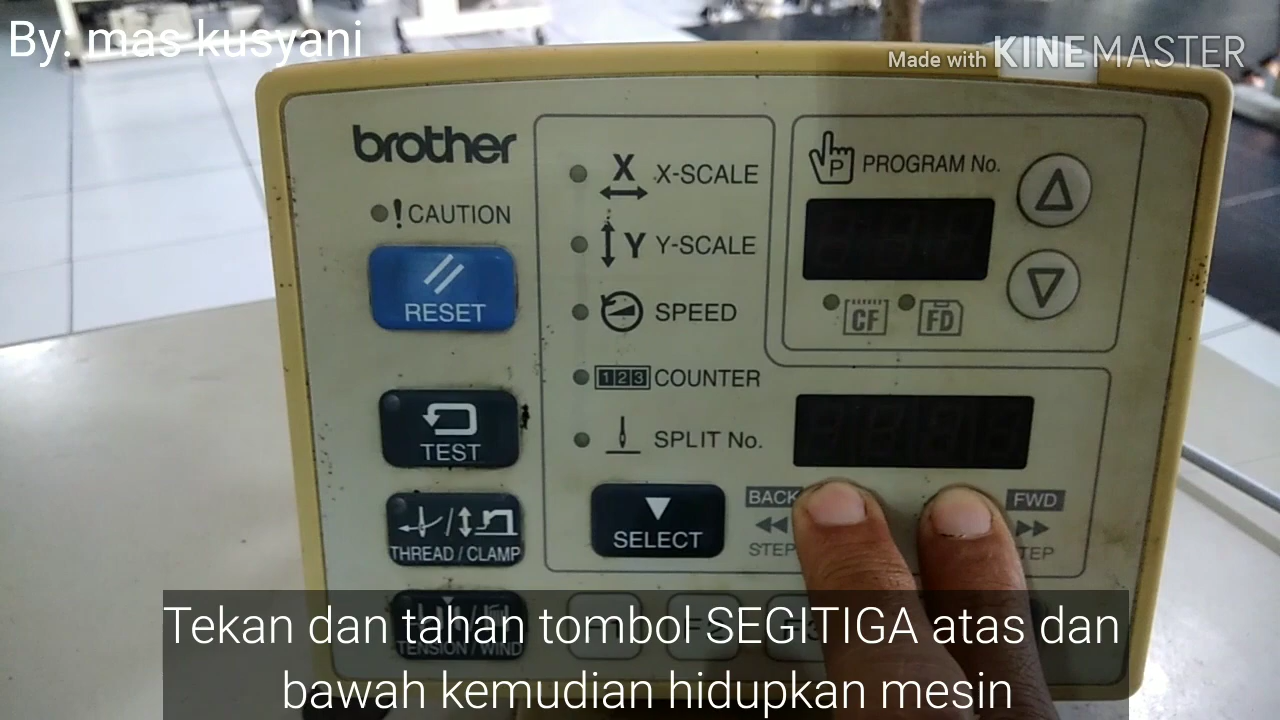 By. mas kusyani
Made with KINEMASTER
brother
! CAUTION
RESET
TEST
THREAD / CLAMP
TENSION / WIND
X X-SCALE
Y Y-SCALE
SPEED
123 COUNTER
SPLIT No.
SELECT
P PROGRAM No.
CF FD
BACK
STEP
FWD
F2
Tekan dan tahan tombol SEGITIGA atas dan
bawah kemudian hidupkan mesin